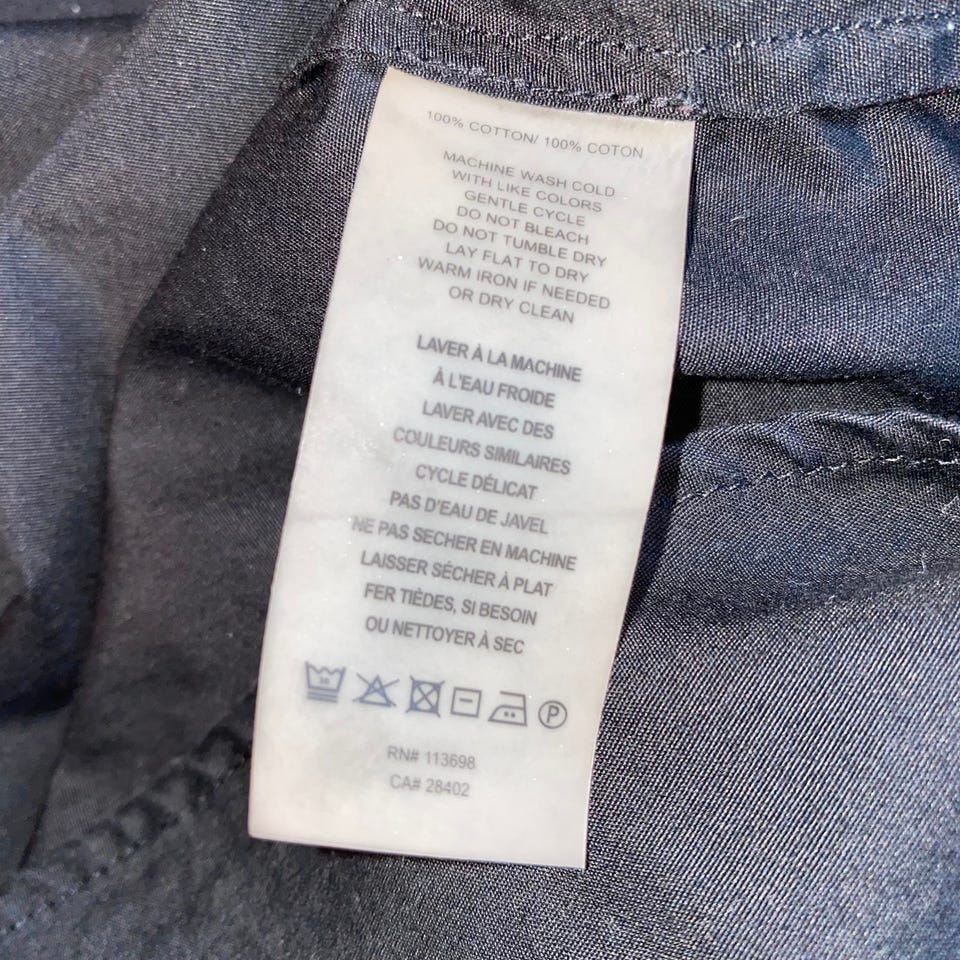 100% COTTON/ 100% COTON
MACHINE WASH COLD
WITH LIKE COLORS
GENTLE CYCLE
DO NOT BLEACH
DO NOT TUMBLE DRY
LAY FLAT TO DRY
WARM IRON IF NEEDED
OR DRY CLEAN
LAVER À LA MACHINE
À L'EAU FROIDE
LAVER AVEC DES
COULEURS SIMILAIRES
CYCLE DÉLICAT
PAS D'EAU DE JAVEL
NE PAS SECHER EN MACHINE
LAISSER SÉCHER À PLAT
FER TIÈDES, SI BESOIN
OU NETTOYER À SEC
30 P
RN# 113698
CA# 28402